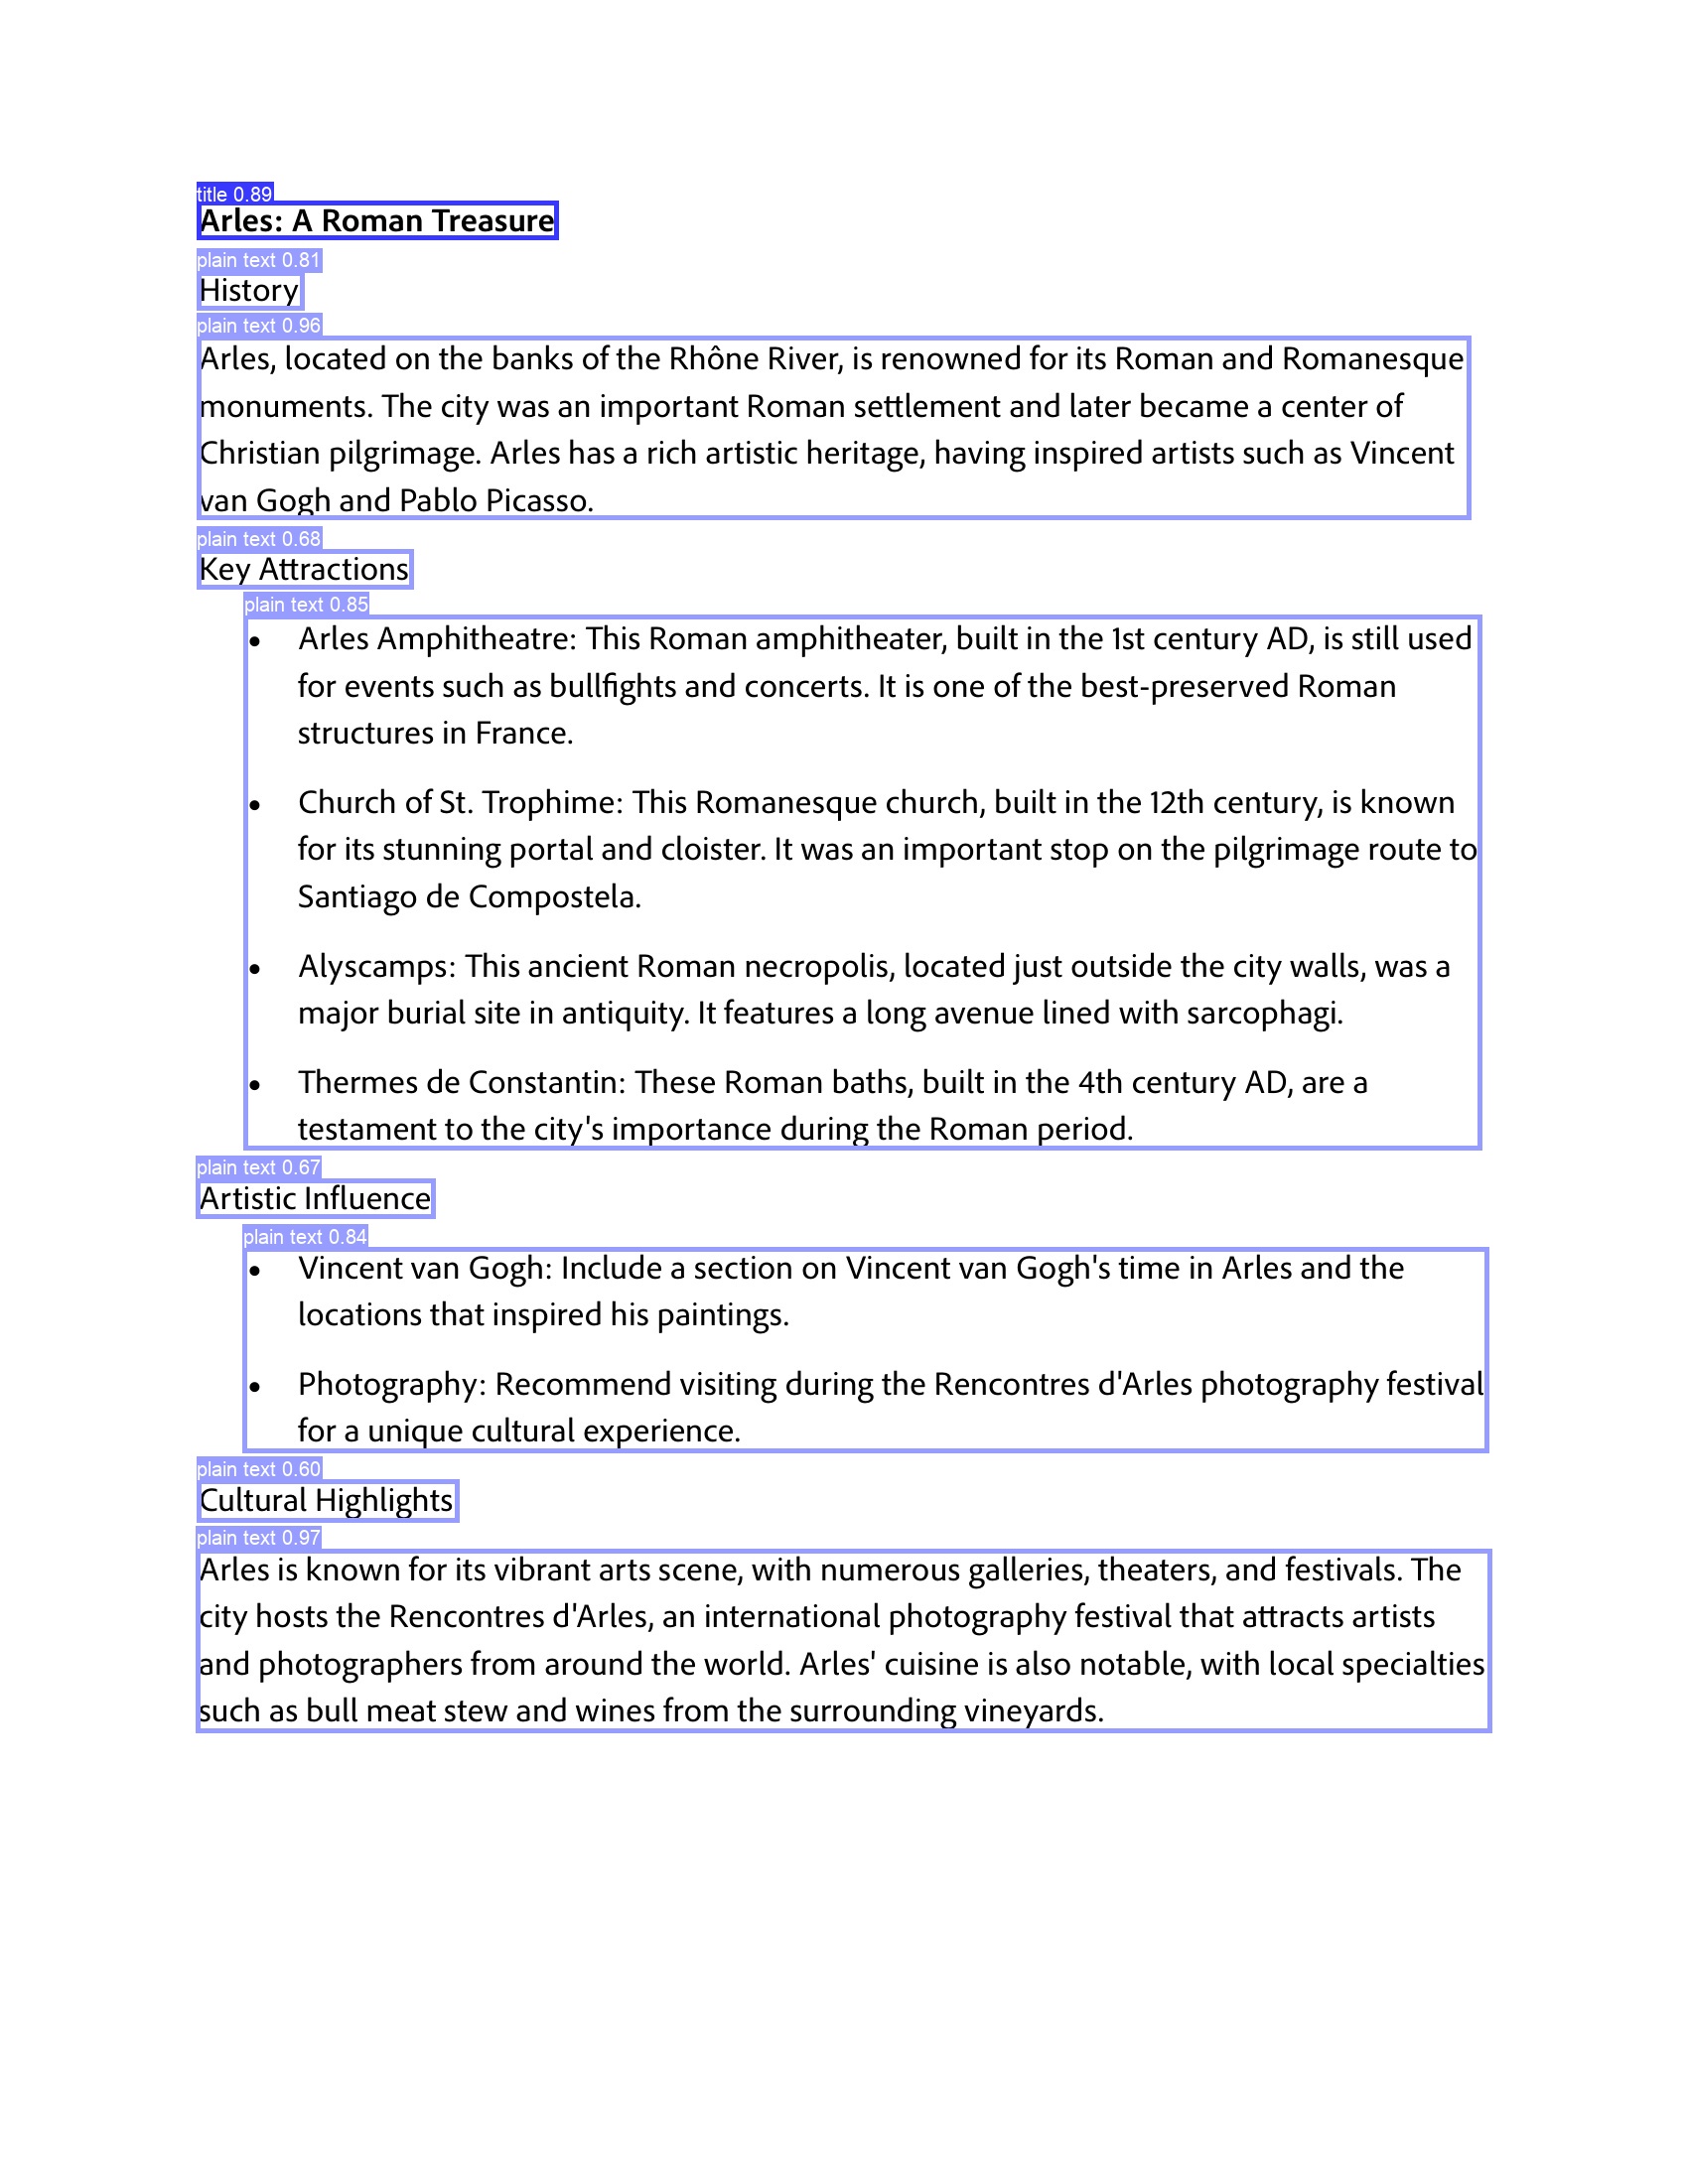 title 0.89
Arles: A Roman Treasure
plain text 0.81
History
plain text 0.96
Arles, located on the banks of the Rhône River, is renowned for its Roman and Romanesque
monuments. The city was an important Roman settlement and later became a center of
Christian pilgrimage. Arles has a rich artistic heritage, having inspired artists such as Vincent
van Gogh and Pablo Picasso.
plain text 0.68
Key Attractions
plain text 0.85
• Arles Amphitheatre: This Roman amphitheater, built in the 1st century AD, is still used
for events such as bullfights and concerts. It is one of the best-preserved Roman
structures in France.
• Church of St. Trophime: This Romanesque church, built in the 12th century, is known
for its stunning portal and cloister. It was an important stop on the pilgrimage route to
Santiago de Compostela.
• Alyscamps: This ancient Roman necropolis, located just outside the city walls, was a
major burial site in antiquity. It features a long avenue lined with sarcophagi.
• Thermes de Constantin: These Roman baths, built in the 4th century AD, are a
testament to the city's importance during the Roman period.
plain text 0.67
Artistic Influence
plain text 0.84
• Vincent van Gogh: Include a section on Vincent van Gogh's time in Arles and the
locations that inspired his paintings.
• Photography: Recommend visiting during the Rencontres d'Arles photography festival
for a unique cultural experience.
plain text 0.60
Cultural Highlights
plain text 0.97
Arles is known for its vibrant arts scene, with numerous galleries, theaters, and festivals. The
city hosts the Rencontres d'Arles, an international photography festival that attracts artists
and photographers from around the world. Arles' cuisine is also notable, with local specialties
such as bull meat stew and wines from the surrounding vineyards.